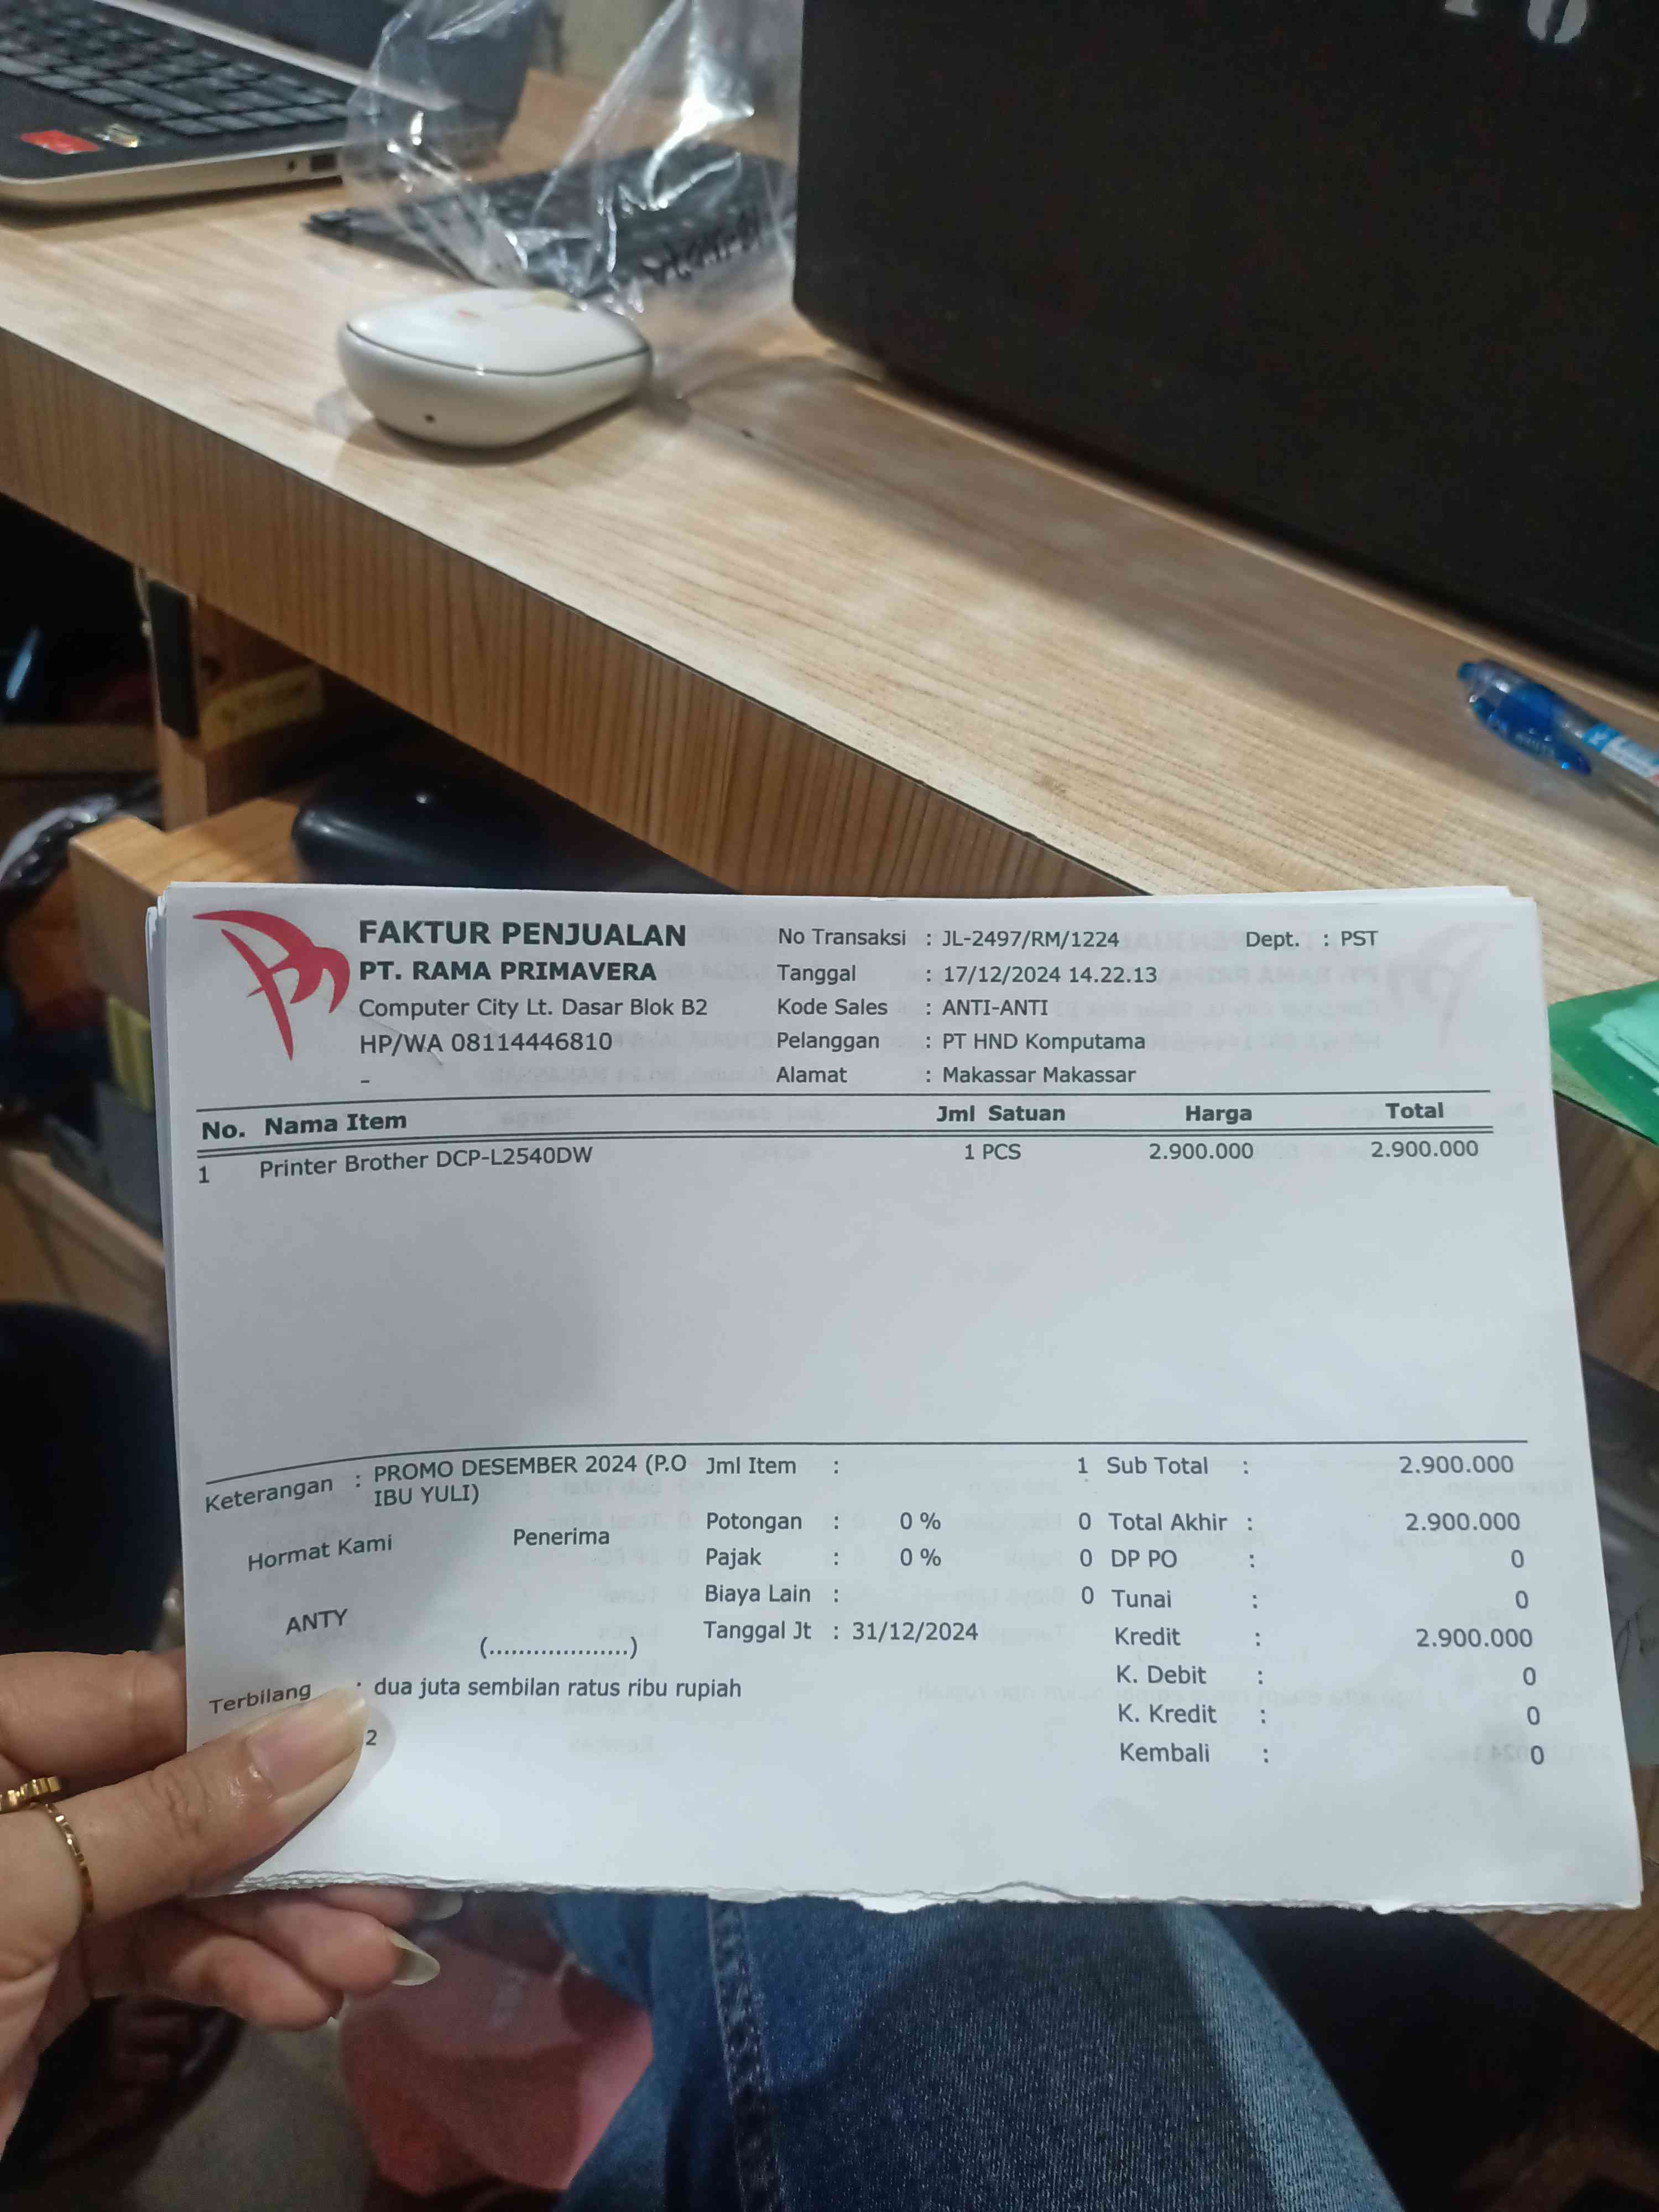 FAKTUR PENJUALAN
PT. RAMA PRIMAVERA
Computer City Lt. Dasar Blok B2
HP/WA 08114446810
-
No Transaksi : JL-2497/RM/1224 Dept. : PST
Tanggal : 17/12/2024 14.22.13
Kode Sales : ANTI-ANTI
Pelanggan : PT HND Komputama
Alamat : Makassar Makassar
No. Nama Item Jml Satuan Harga Total
1 Printer Brother DCP-L2540DW 1 PCS 2.900.000 2.900.000
Keterangan : PROMO DESEMBER 2024 (P.O
IBU YULI)
Hormat Kami Penerima
ANTY (...................)
Terbilang : dua juta sembilan ratus ribu rupiah
2
Jml Item : 1
Potongan : 0 % 0
Pajak : 0 % 0
Biaya Lain : 0
Tanggal Jt : 31/12/2024
Sub Total : 2.900.000
Total Akhir : 2.900.000
DP PO : 0
Tunai : 0
Kredit : 2.900.000
K. Debit : 0
K. Kredit : 0
Kembali : 0